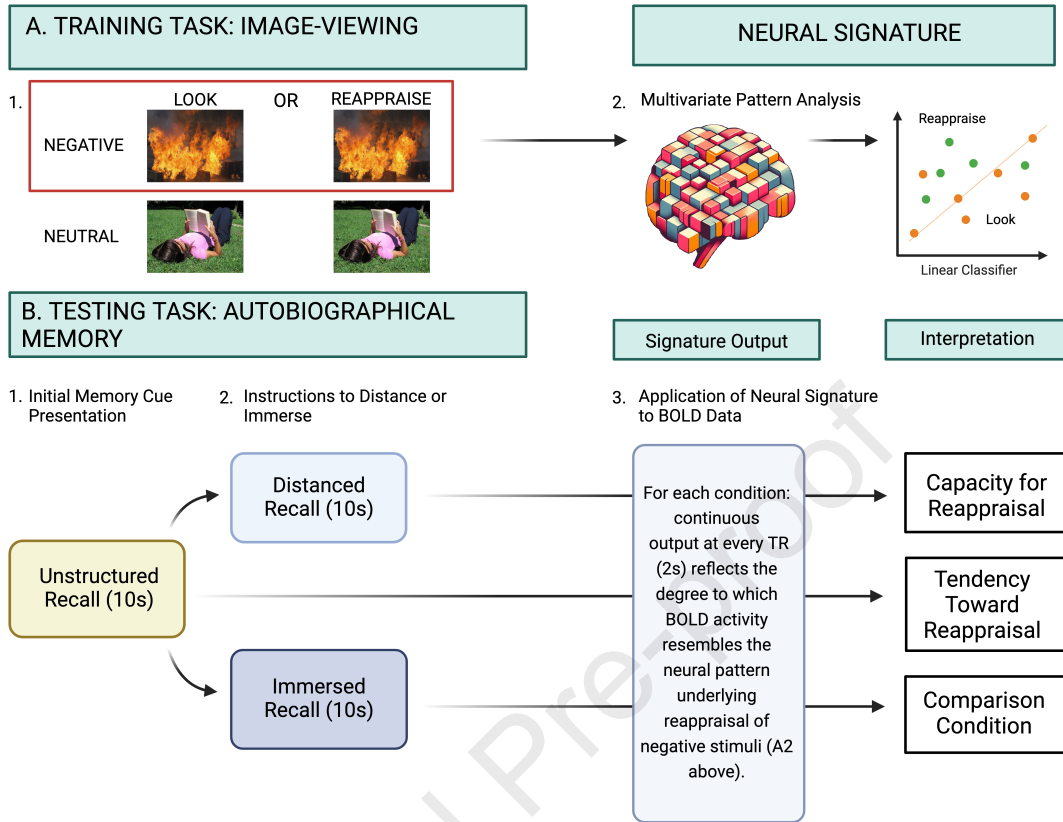 A. TRAINING TASK: IMAGE-VIEWING
NEURAL SIGNATURE
1.
LOOK
OR
REAPPRAISE
NEGATIVE
NEUTRAL
2. Multivariate Pattern Analysis
Reappraise
Look
Linear Classifier
B. TESTING TASK: AUTOBIOGRAPHICAL
MEMORY
Signature Output
Interpretation
1. Initial Memory Cue
Presentation
2. Instructions to Distance or
Immerse
3. Application of Neural Signature
to BOLD Data
Unstructured
Recall (10s)
Distanced
Recall (10s)
Immersed
Recall (10s)
For each condition:
continuous
output at every TR
(2s) reflects the
degree to which
BOLD activity
resembles the
neural pattern
underlying
reappraisal of
negative stimuli (A2
above).
Capacity for
Reappraisal
Tendency
Toward
Reappraisal
Comparison
Condition
Pre-proof